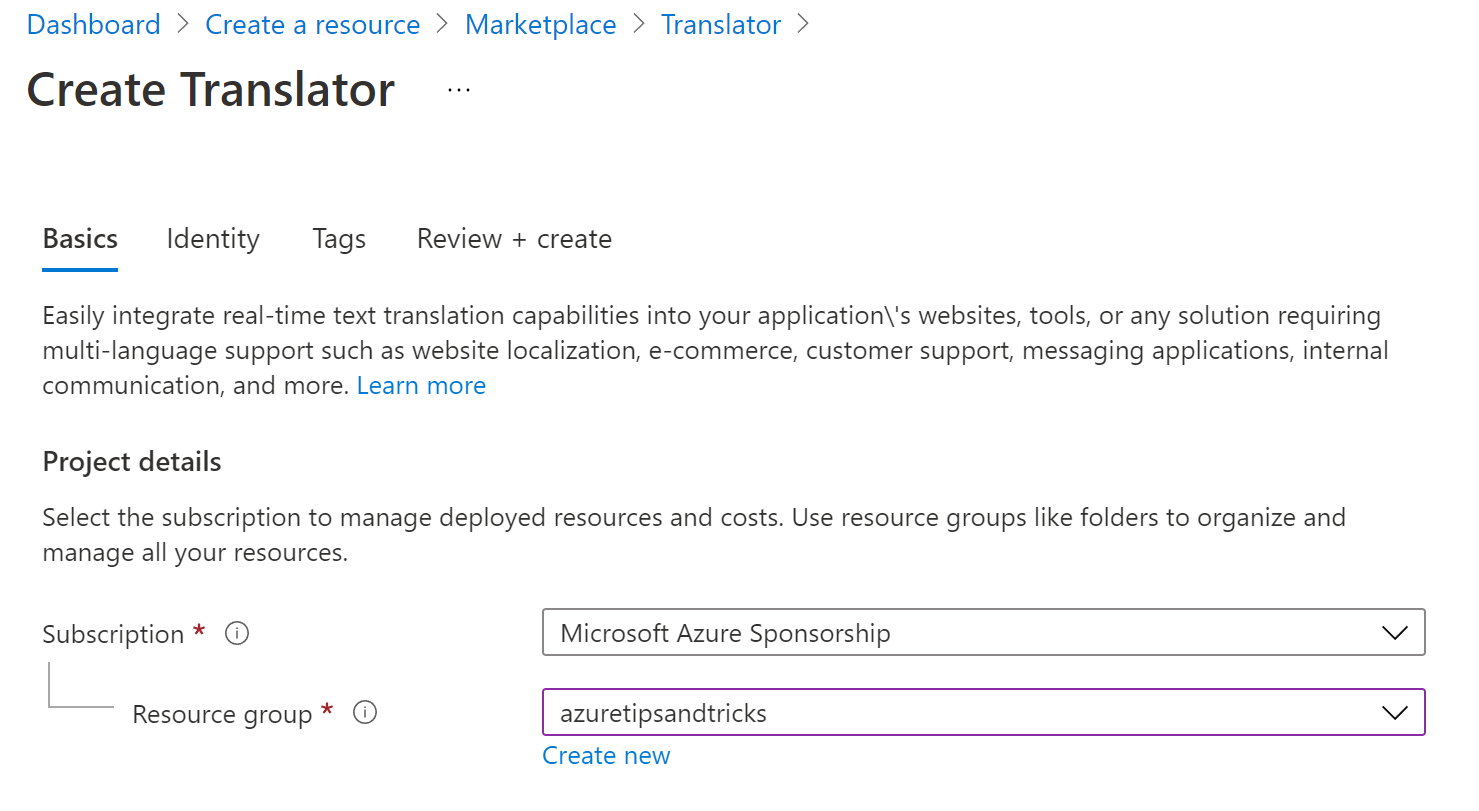 Dashboard > Create a resource > Marketplace > Translator >
Create Translator ...
Basics Identity Tags Review + create
Easily integrate real-time text translation capabilities into your application\'s websites, tools, or any solution requiring
multi-language support such as website localization, e-commerce, customer support, messaging applications, internal
communication, and more. Learn more
Project details
Select the subscription to manage deployed resources and costs. Use resource groups like folders to organize and
manage all your resources.
Subscription * Microsoft Azure Sponsorship
Resource group * azuretipsandtricks
Create new